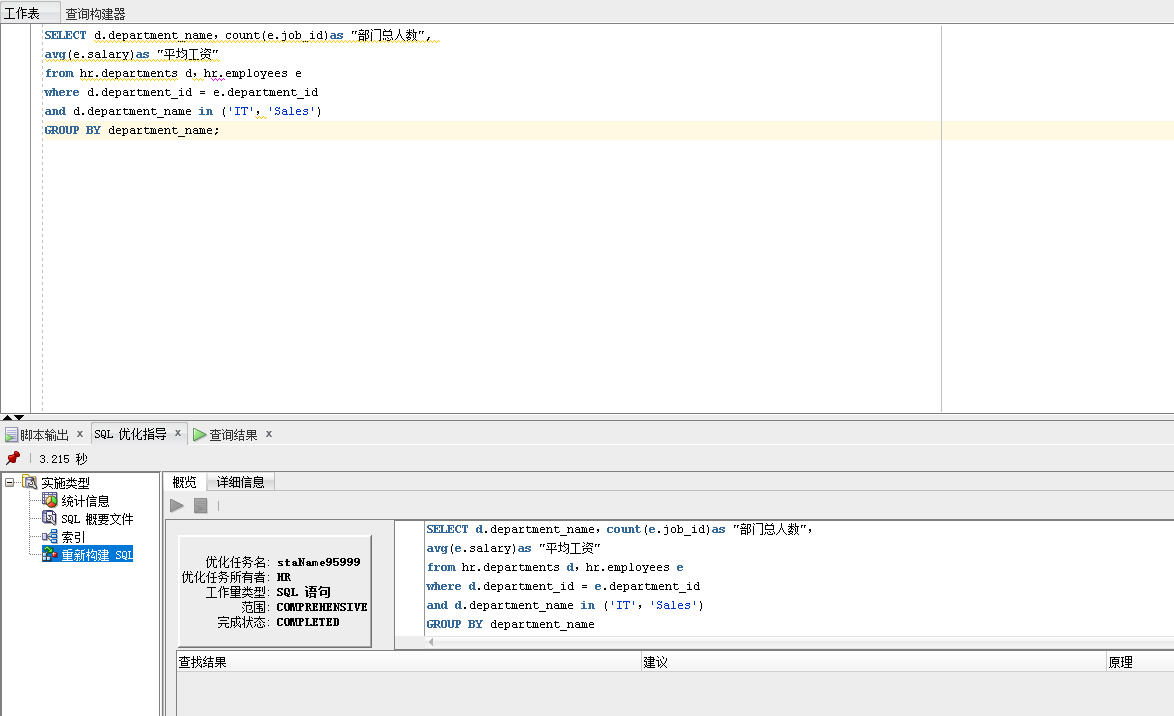 工作表 查询构建器
SELECT d.department_name，count(e.job_id)as "部门总人数"，
avg(e.salary)as "平均工资"
from hr.departments d，hr.employees e
where d.department_id = e.department_id
and d.department_name in ('IT'，'Sales')
GROUP BY department_name;
脚本输出 x SQL 优化指导 x 查询结果 x
3.215 秒
实施类型
统计信息
SQL 概要文件
索引
重新构建 SQL
概览 详细信息
优化任务名: staName95999
优化任务所有者: HR
工作量类型: SQL 语句
范围: COMPREHENSIVE
完成状态: COMPLETED
SELECT d.department_name，count(e.job_id)as "部门总人数"，
avg(e.salary)as "平均工资"
from hr.departments d，hr.employees e
where d.department_id = e.department_id
and d.department_name in ('IT'，'Sales')
GROUP BY department_name
查找结果 建议 原理